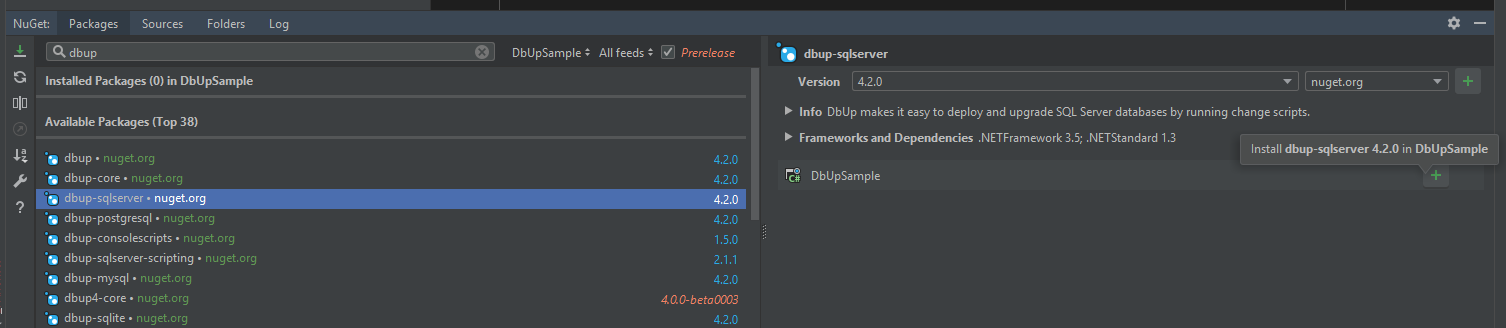 NuGet: Packages Sources Folders Log
dbup DbUpSample All feeds Prerelease
Installed Packages (0) in DbUpSample
Available Packages (Top 38)
dbup • nuget.org 4.2.0
dbup-core • nuget.org 4.2.0
dbup-sqlserver • nuget.org 4.2.0
dbup-postgresql • nuget.org 4.2.0
dbup-consolescripts • nuget.org 1.5.0
dbup-sqlserver-scripting • nuget.org 2.1.1
dbup-mysql • nuget.org 4.2.0
dbup4-core • nuget.org 4.0.0-beta0003
dbup-sqlite • nuget.org 4.2.0
dbup-sqlserver
Version 4.2.0 nuget.org
Info DbUp makes it easy to deploy and upgrade SQL Server databases by running change scripts.
Frameworks and Dependencies .NETFramework 3.5; .NETStandard 1.3
Install dbup-sqlserver 4.2.0 in DbUpSample
C# DbUpSample